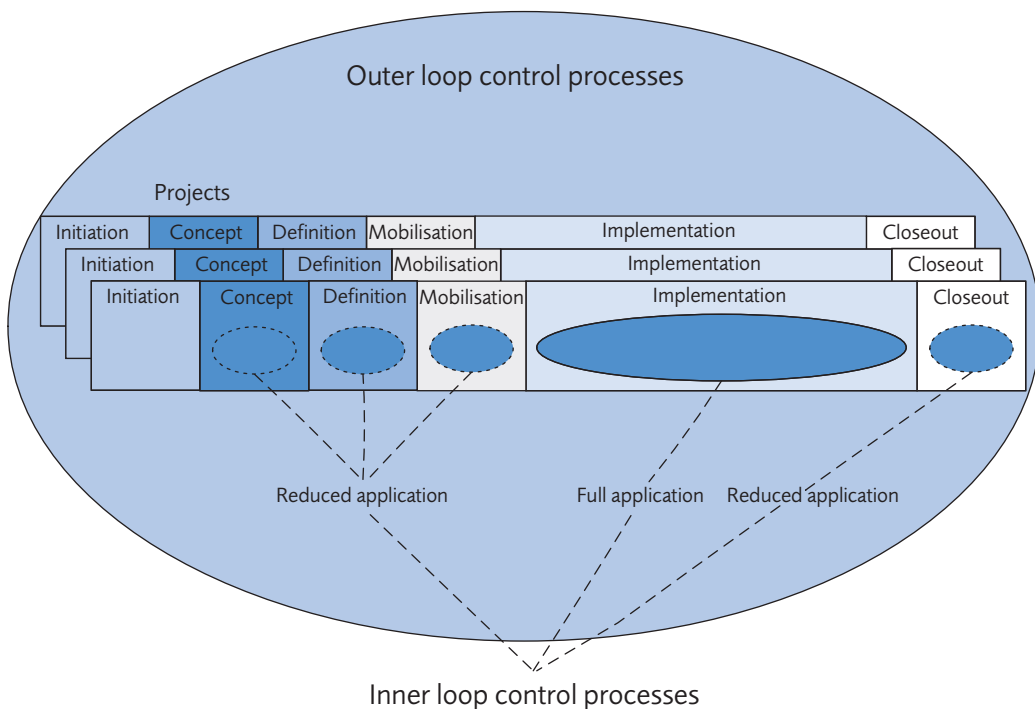 Outer loop control processes
Projects
Initiation Concept Definition Mobilisation Implementation Closeout
Initiation Concept Definition Mobilisation Implementation Closeout
Initiation Concept Definition Mobilisation Implementation Closeout
Reduced application Full application Reduced application
Inner loop control processes